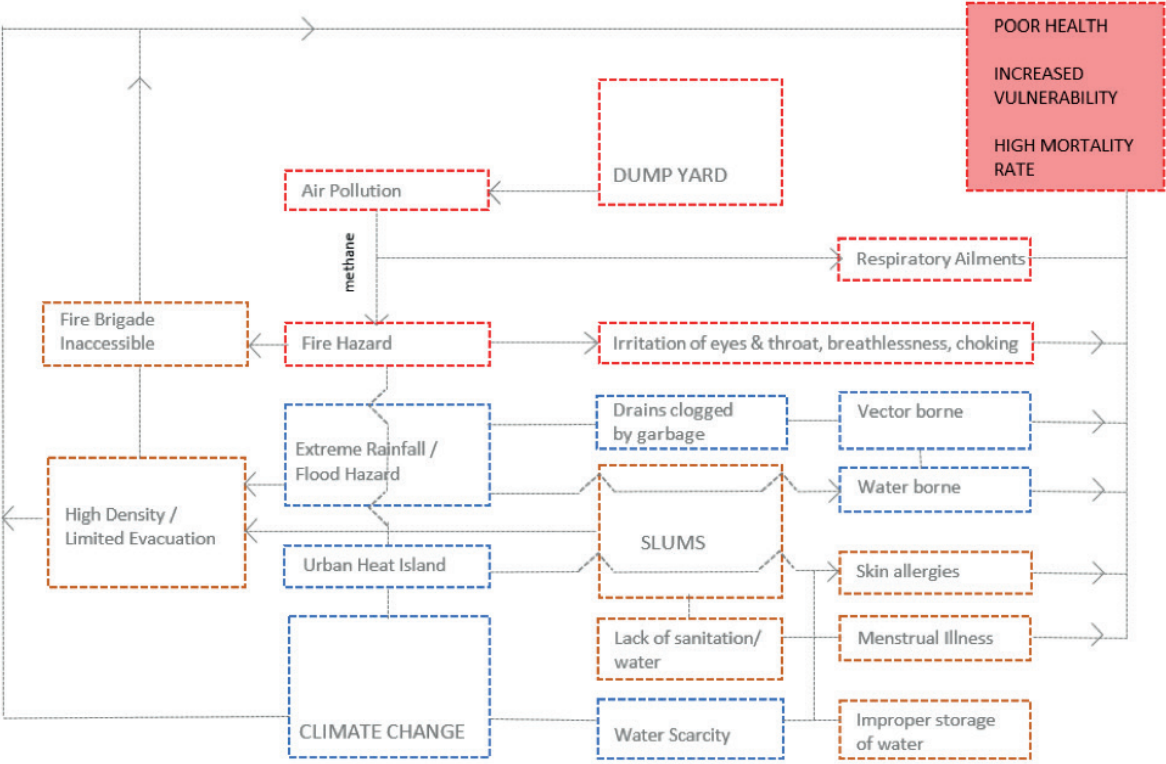 POOR HEALTH
INCREASED
VULNERABILITY
HIGH MORTALITY
RATE
DUMP YARD
Air Pollution
methane
Respiratory Ailments
Fire Brigade
Inaccessible
Fire Hazard
Irritation of eyes & throat, breathlessness, choking
Drains clogged
by garbage
Vector borne
Extreme Rainfall /
Flood Hazard
Water borne
High Density /
Limited Evacuation
SLUMS
Urban Heat Island
Skin allergies
Lack of sanitation/
water
Menstrual Illness
CLIMATE CHANGE
Water Scarcity
Improper storage
of water